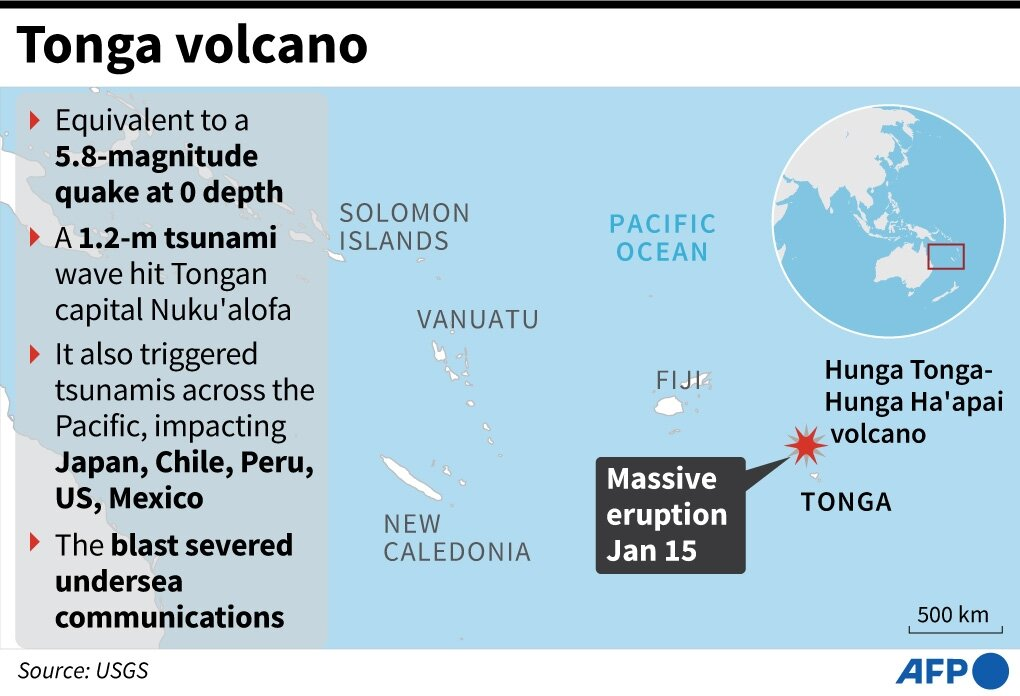 Tonga volcano
Equivalent to a
5.8-magnitude
quake at 0 depth
A 1.2-m tsunami
wave hit Tongan
capital Nuku'alofa
It also triggered
tsunamis across the
Pacific, impacting
Japan, Chile, Peru,
US, Mexico
The blast severed
undersea
communications
SOLOMON
ISLANDS
PACIFIC
OCEAN
VANUATU
FIJI
Hunga Tonga-
Hunga Ha'apai
volcano
Massive
eruption
Jan 15
TONGA
NEW
CALEDONIA
500 km
Source: USGS
AFP